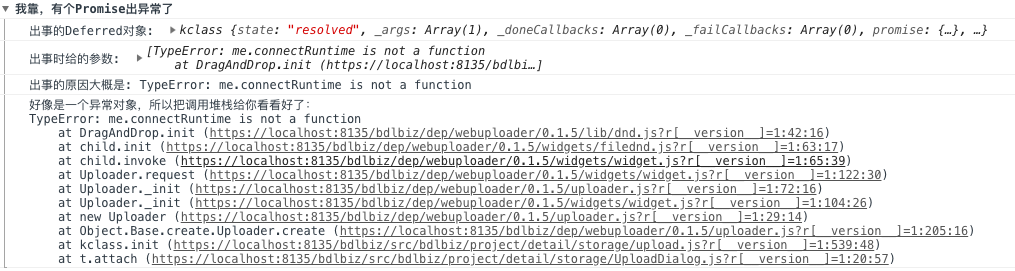 ▼ 我靠，有个Promise出异常了
出事的Deferred对象: ▶ kclass {state: "resolved", _args: Array(1), _doneCallbacks: Array(0), _failCallbacks: Array(0), promise: {…}, …}
出事时给的参数: ▶ [TypeError: me.connectRuntime is not a function
at DragAndDrop.init (https://localhost:8135/bdlbi…]
出事的原因大概是: TypeError: me.connectRuntime is not a function
好像是一个异常对象，所以把调用堆栈给你看看好了:
TypeError: me.connectRuntime is not a function
at DragAndDrop.init (https://localhost:8135/bdlbiz/dep/webuploader/0.1.5/lib/dnd.js?r[__version__]=1:42:16)
at child.init (https://localhost:8135/bdlbiz/dep/webuploader/0.1.5/widgets/filednd.js?r[__version__]=1:63:17)
at child.invoke (https://localhost:8135/bdlbiz/dep/webuploader/0.1.5/widgets/widget.js?r[__version__]=1:65:39)
at Uploader.request (https://localhost:8135/bdlbiz/dep/webuploader/0.1.5/widgets/widget.js?r[__version__]=1:122:30)
at Uploader._init (https://localhost:8135/bdlbiz/dep/webuploader/0.1.5/uploader.js?r[__version__]=1:72:16)
at Uploader._init (https://localhost:8135/bdlbiz/dep/webuploader/0.1.5/widgets/widget.js?r[__version__]=1:104:26)
at new Uploader (https://localhost:8135/bdlbiz/dep/webuploader/0.1.5/uploader.js?r[__version__]=1:29:14)
at Object.Base.create.Uploader.create (https://localhost:8135/bdlbiz/dep/webuploader/0.1.5/uploader.js?r[__version__]=1:205:16)
at kclass.init (https://localhost:8135/bdlbiz/src/bdlbiz/project/detail/storage/upload.js?r[__version__]=1:539:48)
at t.attach (https://localhost:8135/bdlbiz/src/bdlbiz/project/detail/storage/UploadDialog.js?r[__version__]=1:20:57)